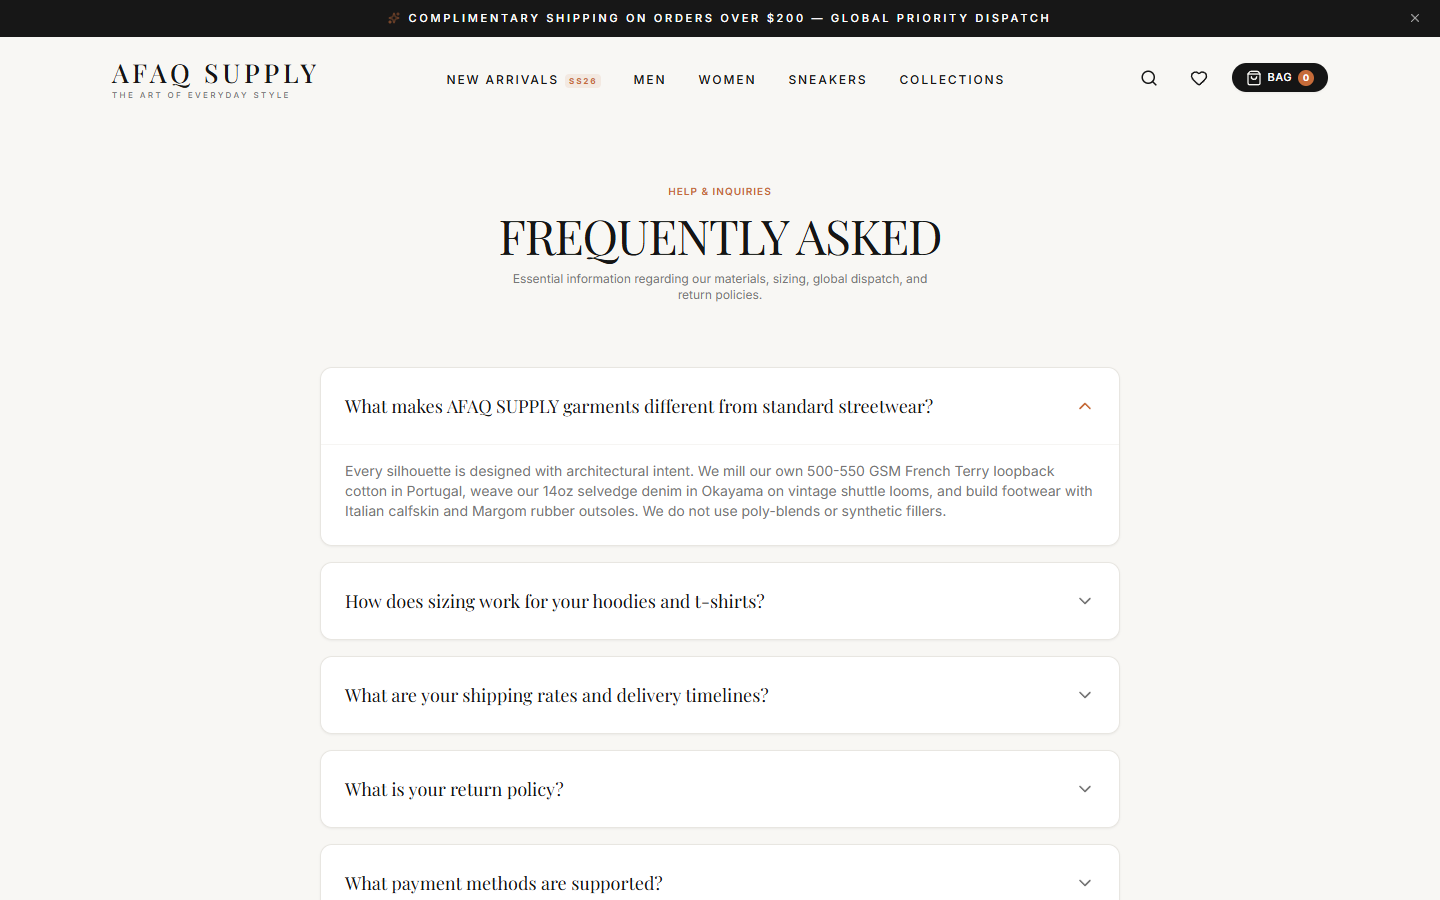 COMPLIMENTARY SHIPPING ON ORDERS OVER $200 — GLOBAL PRIORITY DISPATCH
AFAQ SUPPLY
THE ART OF EVERYDAY STYLE
NEW ARRIVALS SS26 MEN WOMEN SNEAKERS COLLECTIONS
BAG 0
HELP & INQUIRIES
FREQUENTLY ASKED
Essential information regarding our materials, sizing, global dispatch, and
return policies.
What makes AFAQ SUPPLY garments different from standard streetwear?
Every silhouette is designed with architectural intent. We mill our own 500-550 GSM French Terry loopback
cotton in Portugal, weave our 14oz selvedge denim in Okayama on vintage shuttle looms, and build footwear with
Italian calfskin and Margom rubber outsoles. We do not use poly-blends or synthetic fillers.
How does sizing work for your hoodies and t-shirts?
What are your shipping rates and delivery timelines?
What is your return policy?
What payment methods are supported?